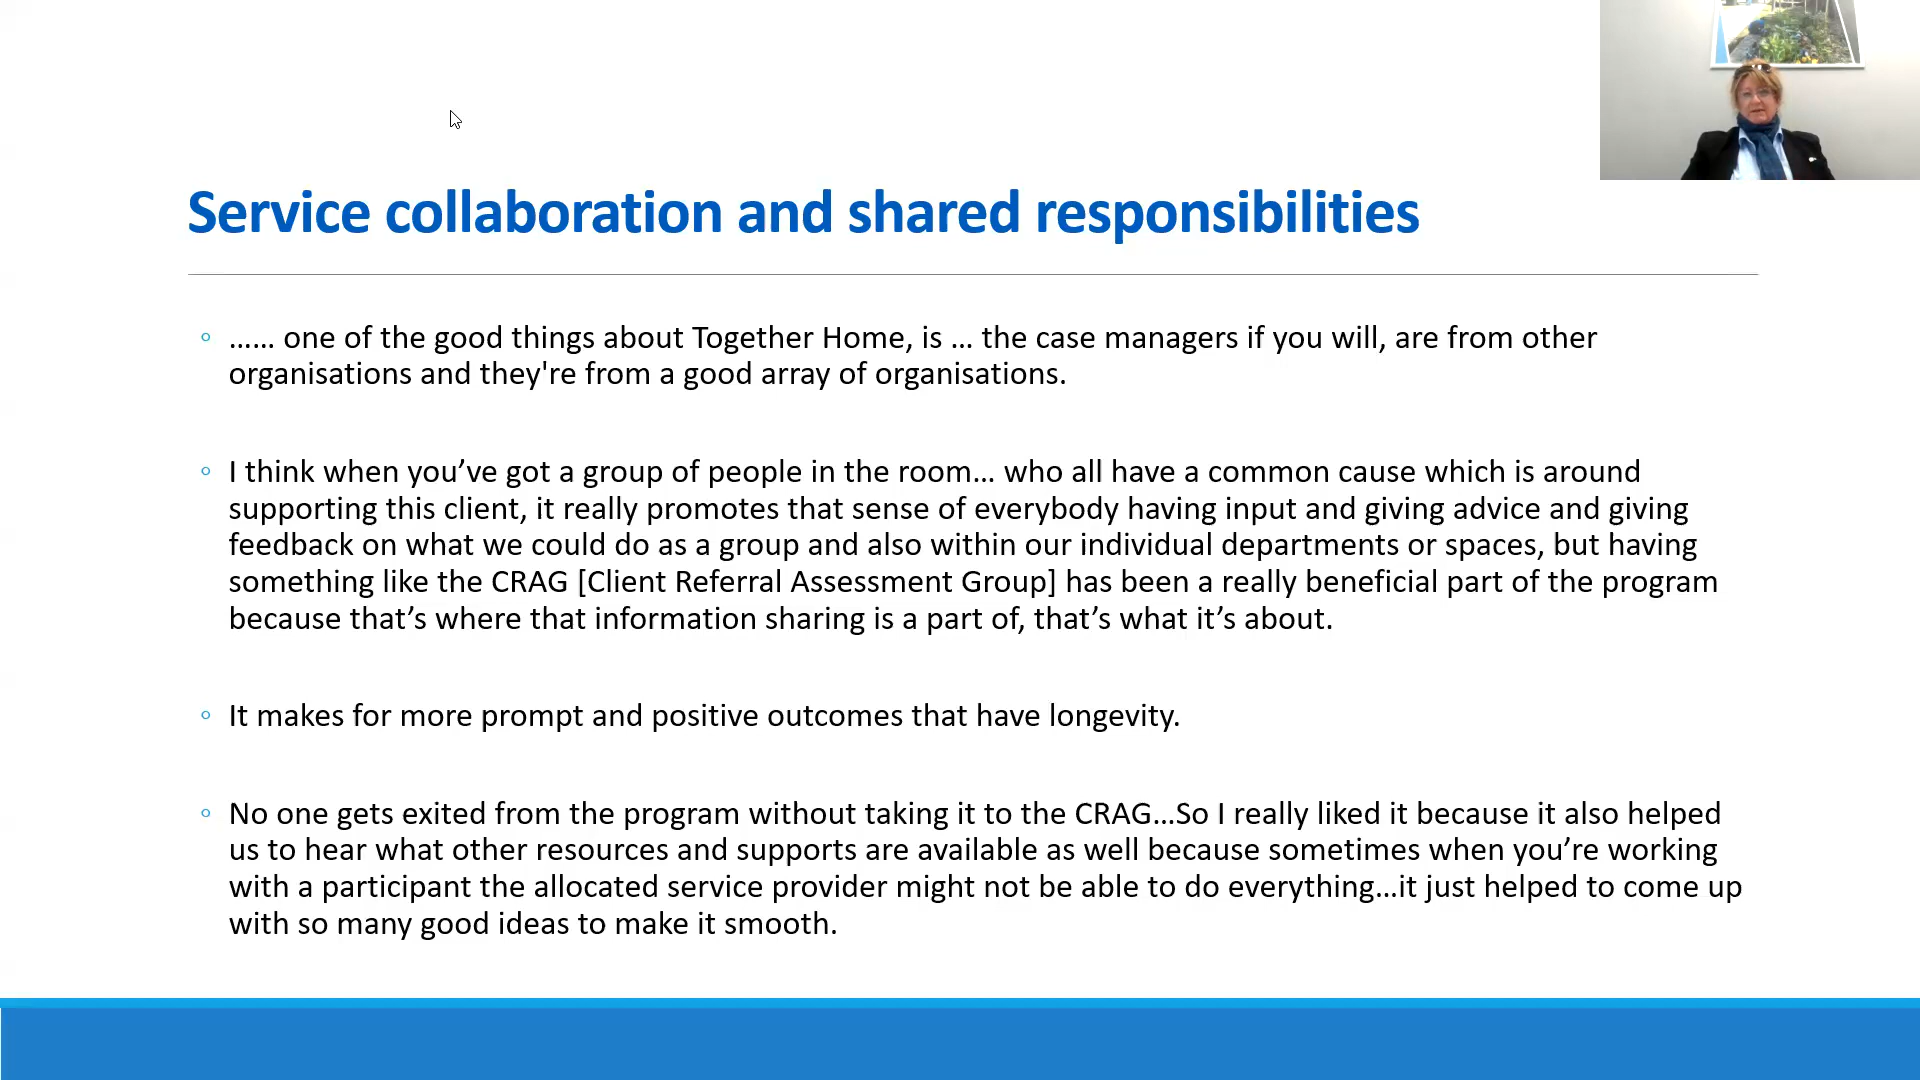 Service collaboration and shared responsibilities
…… one of the good things about Together Home, is … the case managers if you will, are from other
organisations and they're from a good array of organisations.
I think when you’ve got a group of people in the room… who all have a common cause which is around
supporting this client, it really promotes that sense of everybody having input and giving advice and giving
feedback on what we could do as a group and also within our individual departments or spaces, but having
something like the CRAG [Client Referral Assessment Group] has been a really beneficial part of the program
because that’s where that information sharing is a part of, that’s what it’s about.
It makes for more prompt and positive outcomes that have longevity.
No one gets exited from the program without taking it to the CRAG…So I really liked it because it also helped
us to hear what other resources and supports are available as well because sometimes when you’re working
with a participant the allocated service provider might not be able to do everything…it just helped to come up
with so many good ideas to make it smooth.